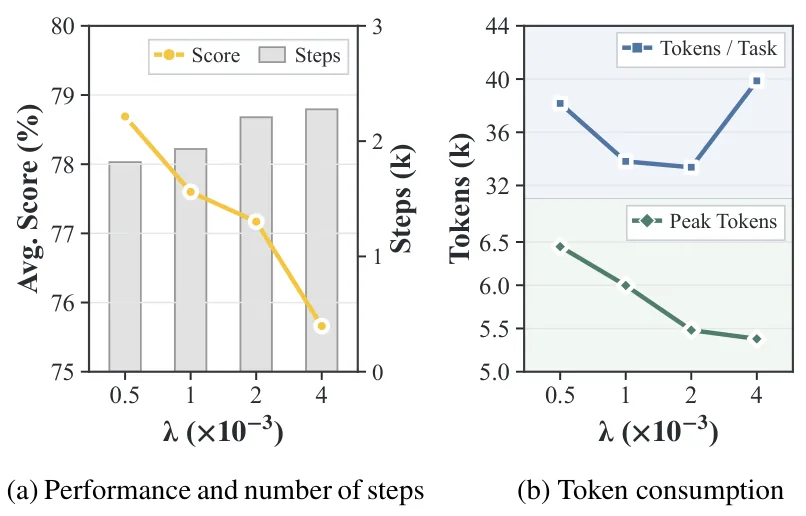 80
79
78
77
76
75
Avg. Score (%)
Score
Steps
3
2
1
0
Steps (k)
0.5 1 2 4
λ (×10⁻³)
(a) Performance and number of steps
44
40
36
32
6.5
6.0
5.5
5.0
Tokens (k)
Tokens / Task
Peak Tokens
0.5 1 2 4
λ (×10⁻³)
(b) Token consumption